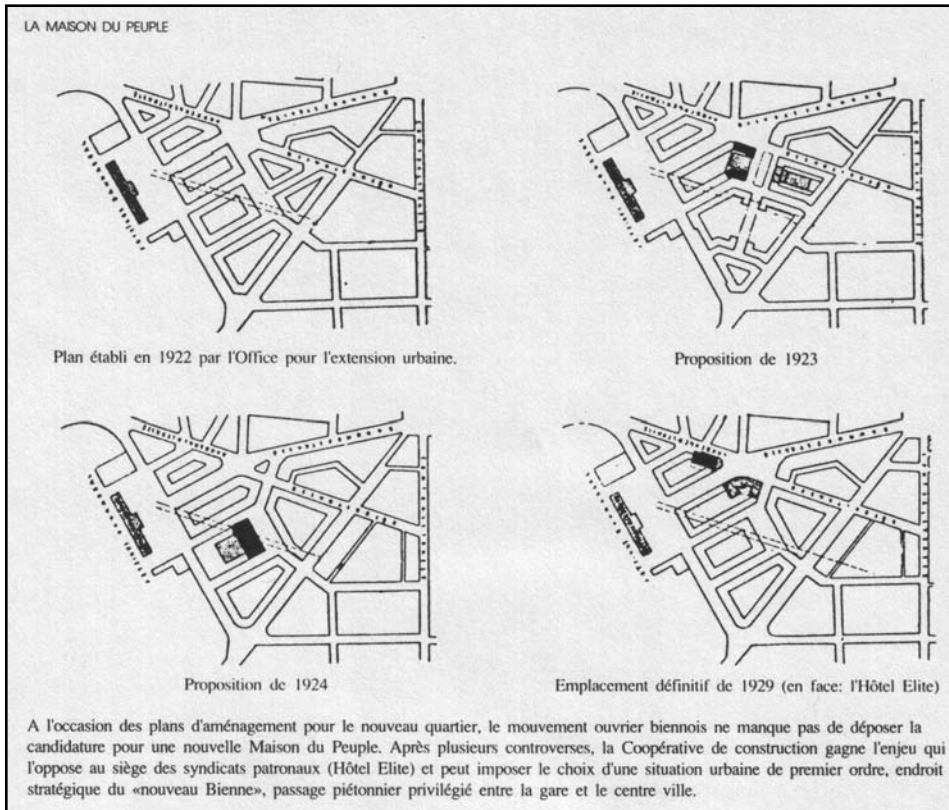 LA MAISON DU PEUPLE
Plan établi en 1922 par l'Office pour l'extension urbaine.
Proposition de 1923
Proposition de 1924
Emplacement définitif de 1929 (en face: l'Hôtel Elite)
A l'occasion des plans d'aménagement pour le nouveau quartier, le mouvement ouvrier biennois ne manque pas de déposer la
candidature pour une nouvelle Maison du Peuple. Après plusieurs controverses, la Coopérative de construction gagne l'enjeu qui
l'oppose au siège des syndicats patronaux (Hôtel Elite) et peut imposer le choix d'une situation urbaine de premier ordre, endroit
stratégique du «nouveau Bienne», passage piétonnier privilégié entre la gare et le centre ville.